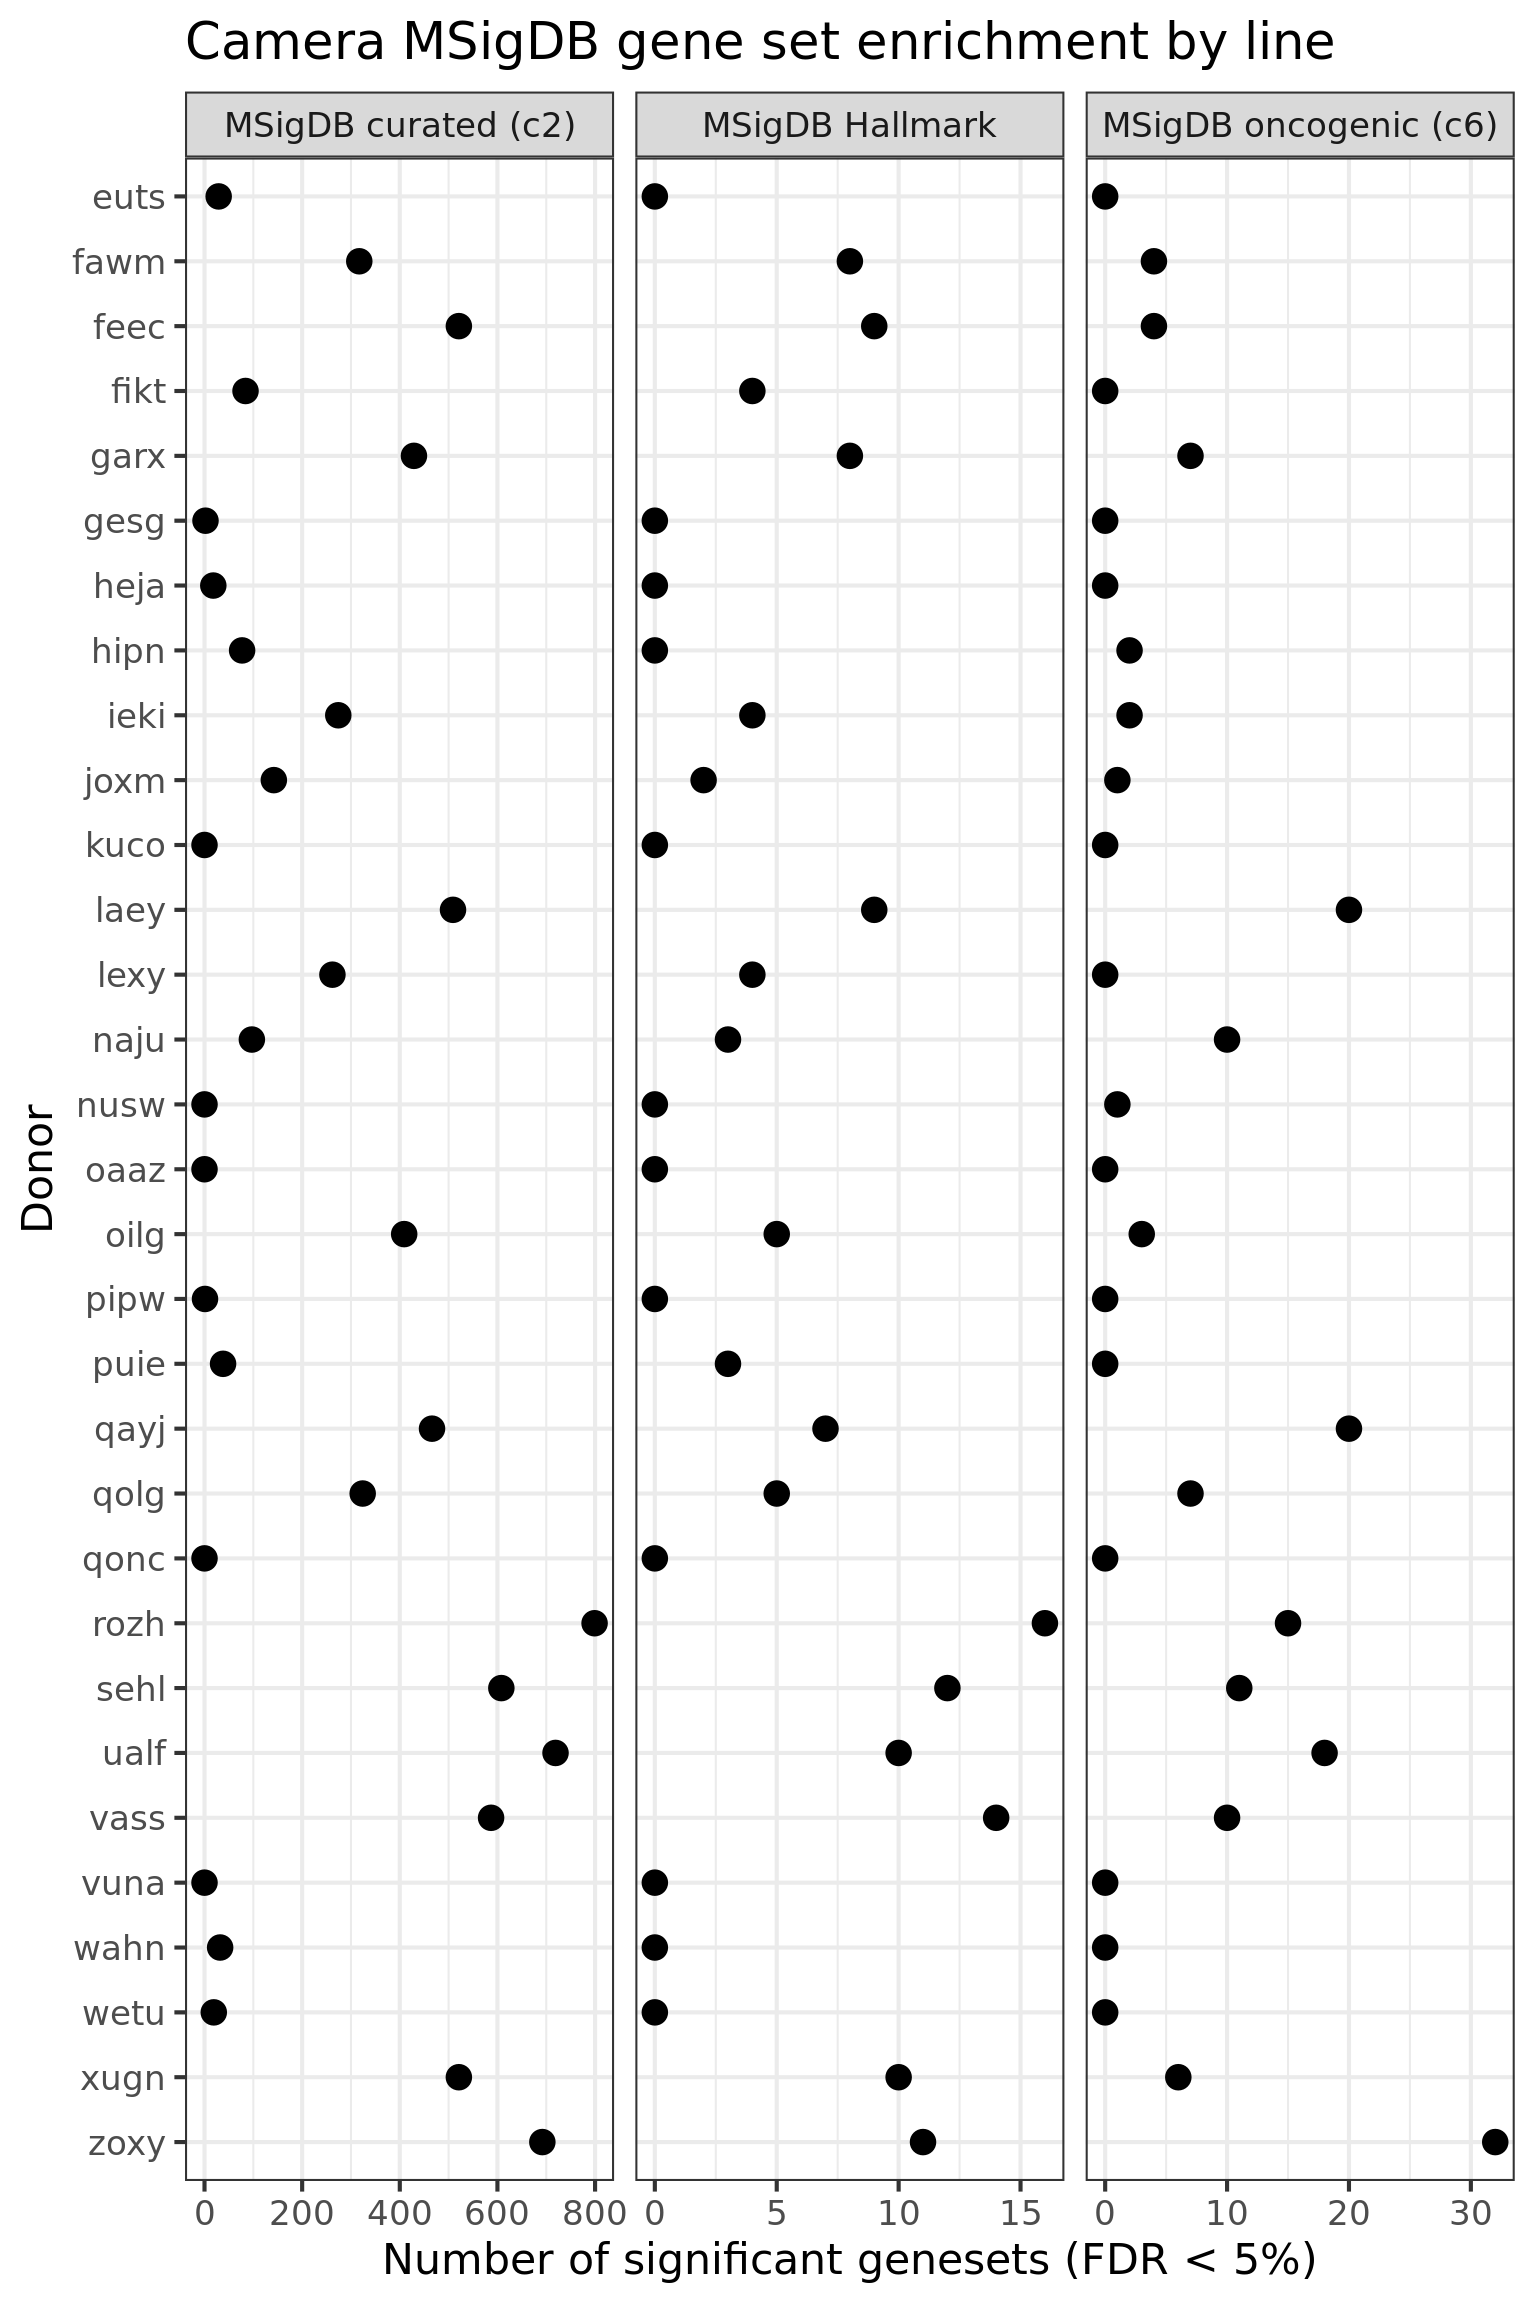 Camera MSigDB gene set enrichment by line
MSigDB curated (c2) MSigDB Hallmark MSigDB oncogenic (c6)
Donor
euts
fawm
feec
fikt
garx
gesg
heja
hipn
ieki
joxm
kuco
laey
lexy
naju
nusw
oaaz
oilg
pipw
puie
qayj
qolg
qonc
rozh
sehl
ualf
vass
vuna
wahn
wetu
xugn
zoxy
0 200 400 600 800 0 5 10 15 0 10 20 30
Number of significant genesets (FDR < 5%)